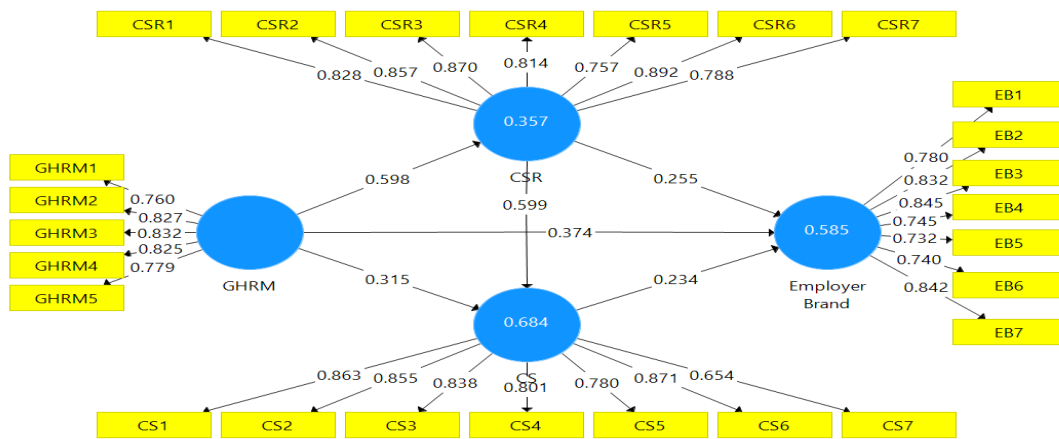 CSR1 CSR2 CSR3 CSR4 CSR5 CSR6 CSR7
0.828 0.857 0.870 0.814 0.757 0.892 0.788
0.357
CSR
EB1
EB2
EB3
EB4
EB5
EB6
EB7
0.780
0.832
0.845
0.745
0.732
0.740
0.842
GHRM1
GHRM2
GHRM3
GHRM4
GHRM5
0.760
0.827
0.832
0.825
0.779
GHRM
0.598
0.255
0.599
0.374
0.315
0.234
0.585
Employer
Brand
0.684
CS
0.863 0.855 0.838 0.801 0.780 0.871 0.654
CS1 CS2 CS3 CS4 CS5 CS6 CS7